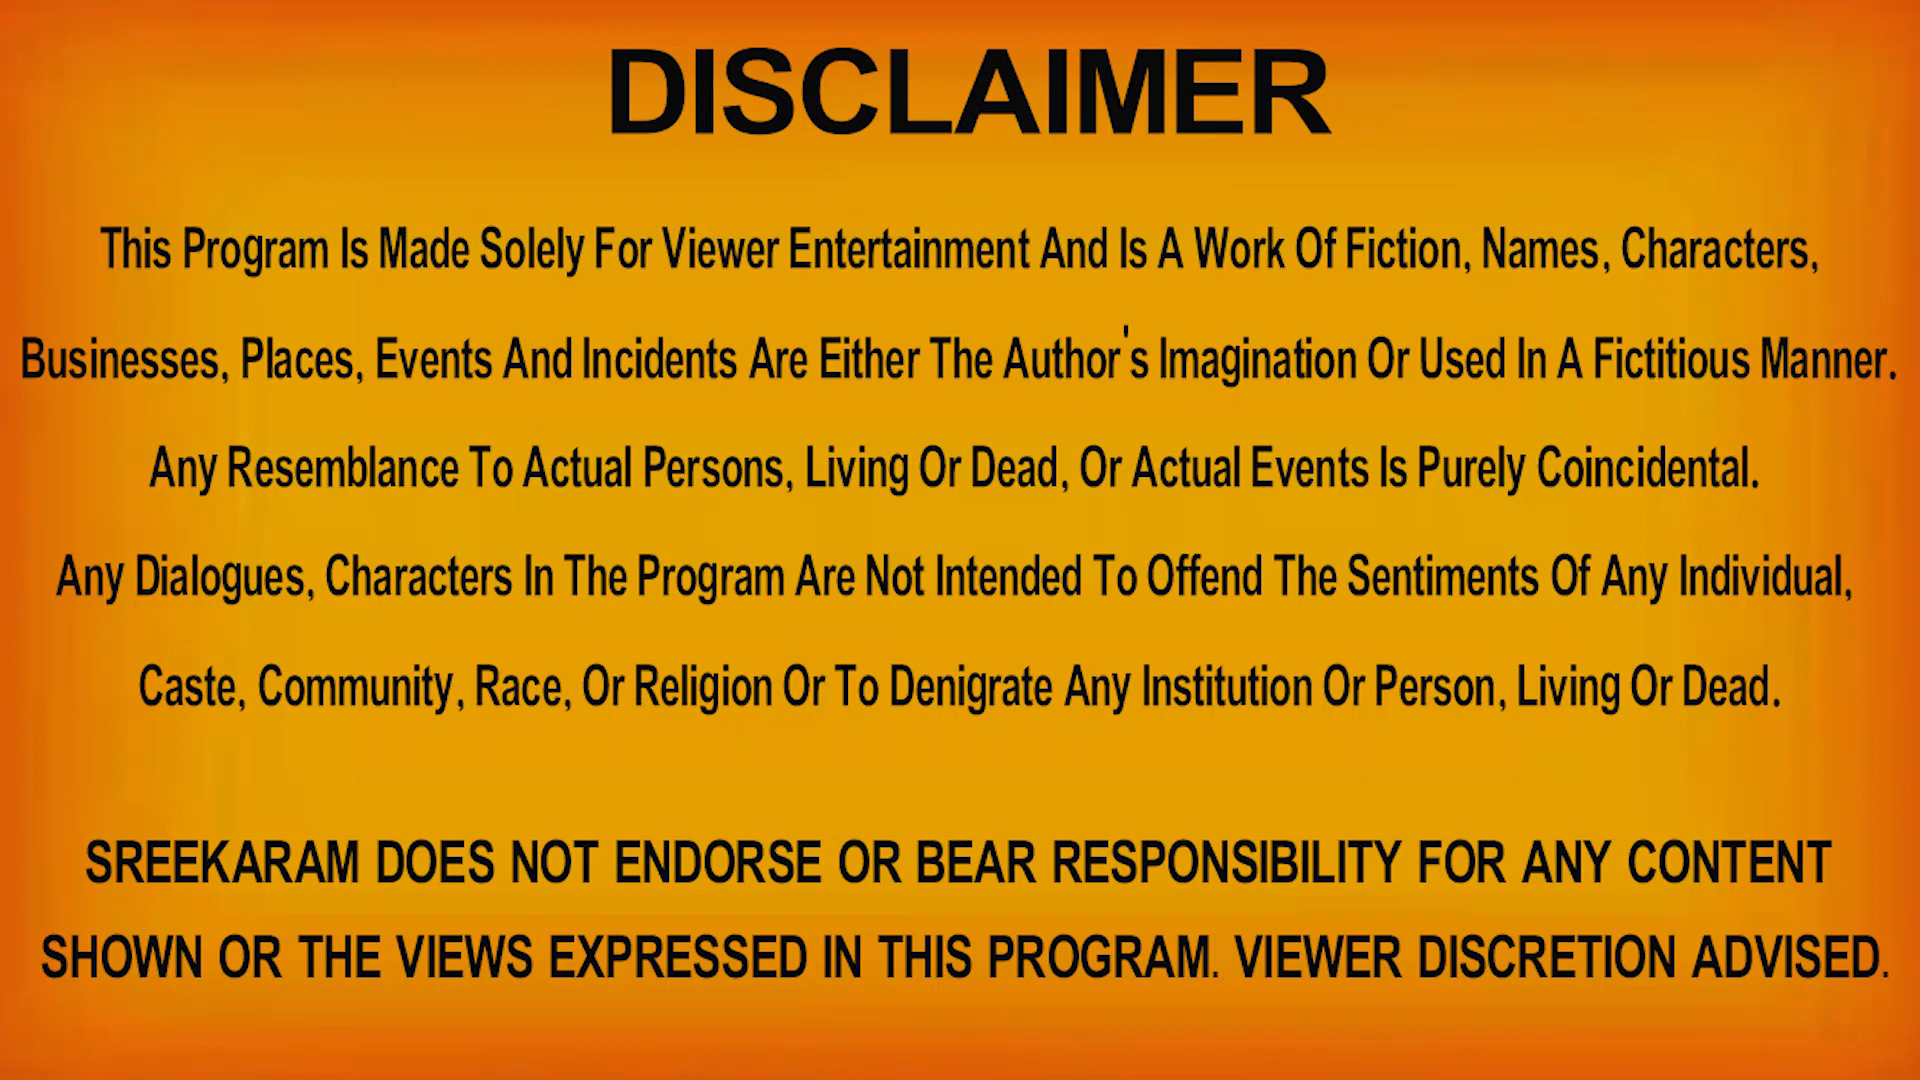 DISCLAIMER
This Program Is Made Solely For Viewer Entertainment And Is A Work Of Fiction, Names, Characters,
Businesses, Places, Events And Incidents Are Either The Author's Imagination Or Used In A Fictitious Manner.
Any Resemblance To Actual Persons, Living Or Dead, Or Actual Events Is Purely Coincidental.
Any Dialogues, Characters In The Program Are Not Intended To Offend The Sentiments Of Any Individual,
Caste, Community, Race, Or Religion Or To Denigrate Any Institution Or Person, Living Or Dead.
SREEKARAM DOES NOT ENDORSE OR BEAR RESPONSIBILITY FOR ANY CONTENT
SHOWN OR THE VIEWS EXPRESSED IN THIS PROGRAM. VIEWER DISCRETION ADVISED.